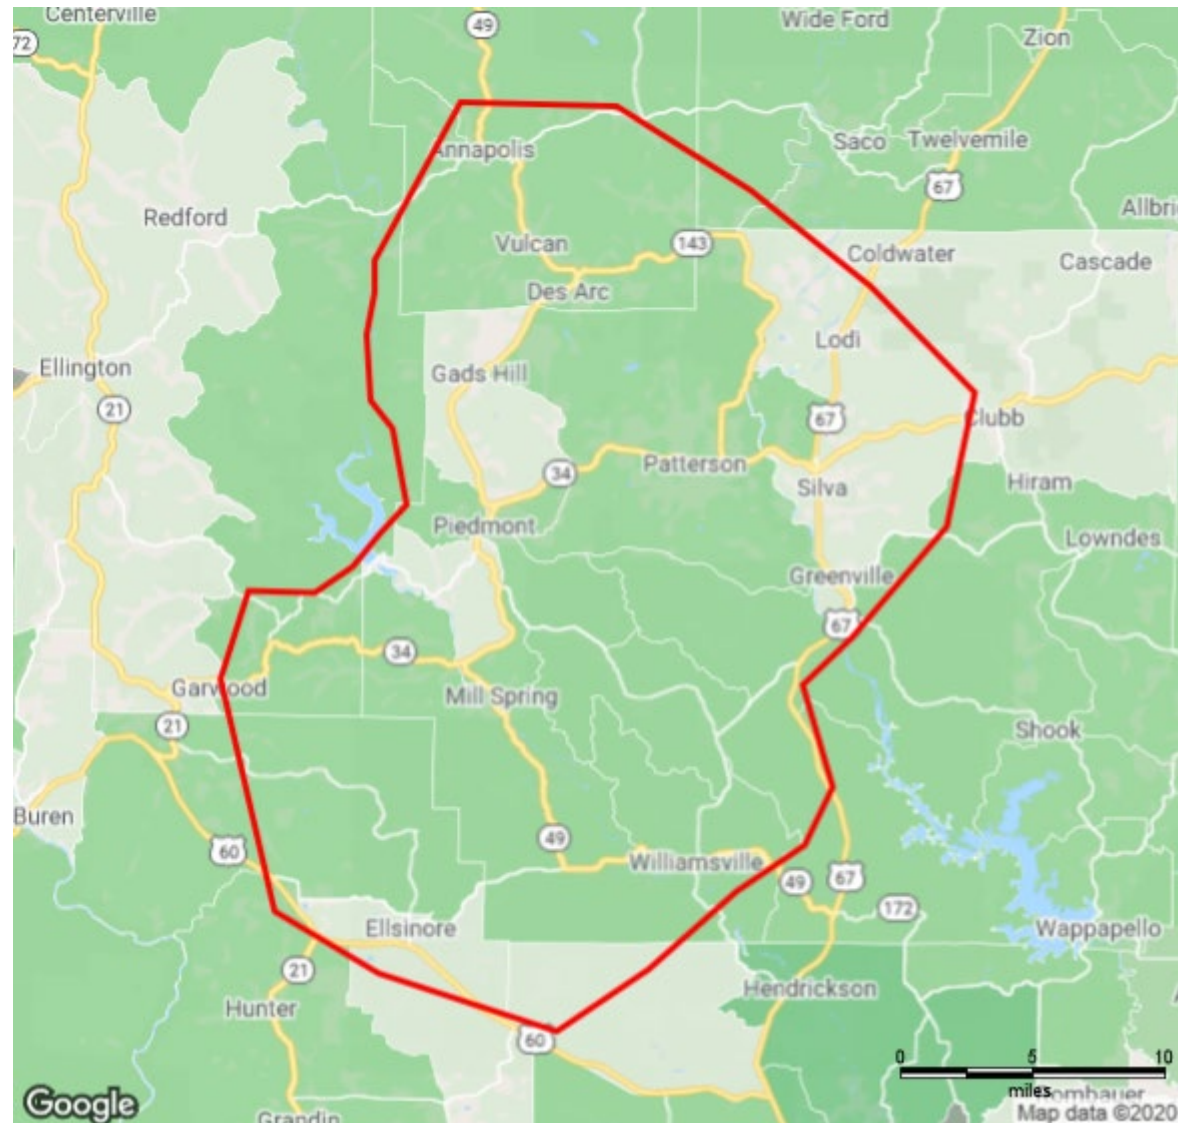 Centerville
49
Wide Ford
72
Zion
Annapolis
Saco
Twelvemile
67
Redford
Allbri
Vulcan
143
Coldwater
Cascade
Des Arc
Lodi
Ellington
Gads Hill
21
67
Clubb
34
Patterson
Silva
Hiram
Piedmont
Lowndes
Greenville
67
34
Garwood
Mill Spring
21
Shook
Buren
60
49
Williamsville
49
67
172
Ellsinore
Wappapello
21
Hendrickson
Hunter
60
0 5 10
miles
Google
Grandin
ombauer
Map data ©2020